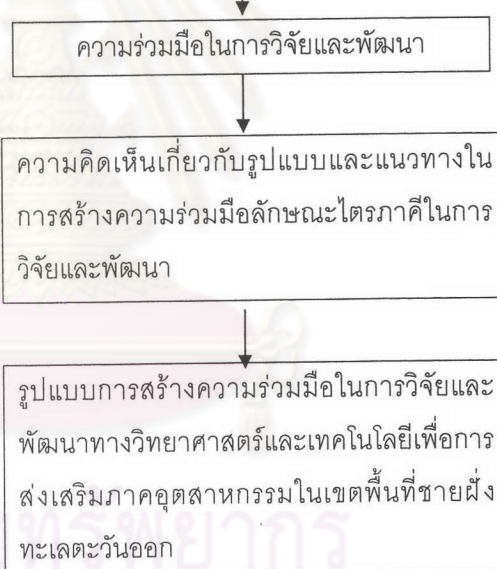 ความร่วมมือในการวิจัยและพัฒนา
ความคิดเห็นเกี่ยวกับรูปแบบและแนวทางใน
การสร้างความร่วมมือลักษณะไตรภาคีในการ
วิจัยและพัฒนา
รูปแบบการสร้างความร่วมมือในการวิจัยและ
พัฒนาทางวิทยาศาสตร์และเทคโนโลยีเพื่อการ
ส่งเสริมภาคอุตสาหกรรมในเขตพื้นที่ชายฝั่ง
ทะเลตะวันออก